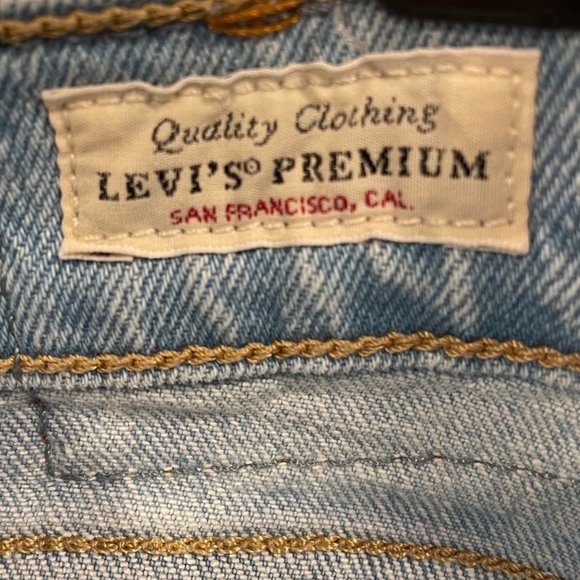 Quality Clothing
LEVI'S® PREMIUM
SAN FRANCISCO, CAL.